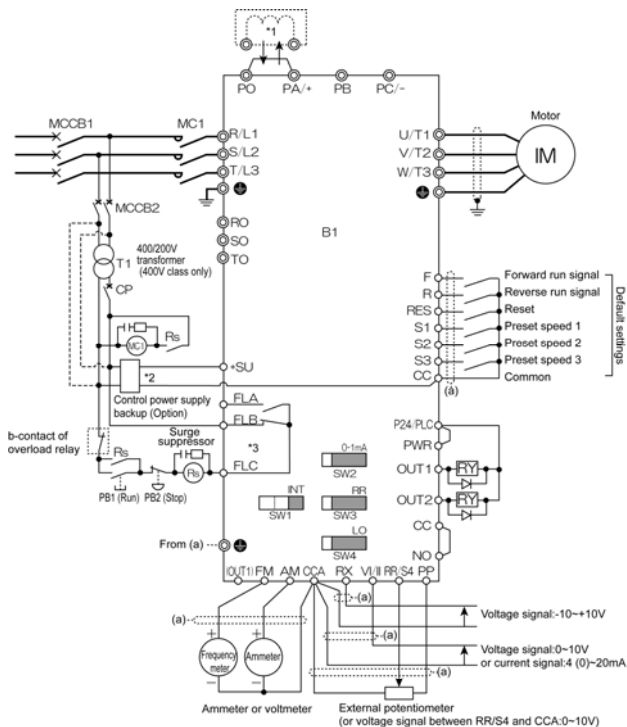 *1
PO PA/+ PB PC/-
MCCB1 MC1
R/L1
S/L2
T/L3
U/T1
V/T2
W/T3
Motor
IM
MCCB2
RO
SO
TO
B1
400/200V
transformer
(400V class only)
T1
CP
MC1
Rs
+SU
*2
Control power supply
backup (Option)
F
R
RES
S1
S2
S3
CC
(a)
Forward run signal
Reverse run signal
Reset
Preset speed 1
Preset speed 2
Preset speed 3
Common
Default settings
FLA
FLB
FLC
*3
b-contact of
overload relay
Rs
Surge
suppressor
Rs
PB1 (Run)
PB2 (Stop)
0-1mA
SW2
INT
SW1
RR
SW3
LO
SW4
P24/PLC
PWR
OUT1
RY
OUT2
RY
CC
NO
From (a)
(OUT1) FM AM CCA RX VI/II RR/S4 PP
(a)
(a)
(a)
(a)
Voltage signal:-10~+10V
Voltage signal:0~10V
or current signal:4 (0)~20mA
+
Frequency
meter
−
+
Ammeter
−
Ammeter or voltmeter
External potentiometer
(or voltage signal between RR/S4 and CCA:0~10V)